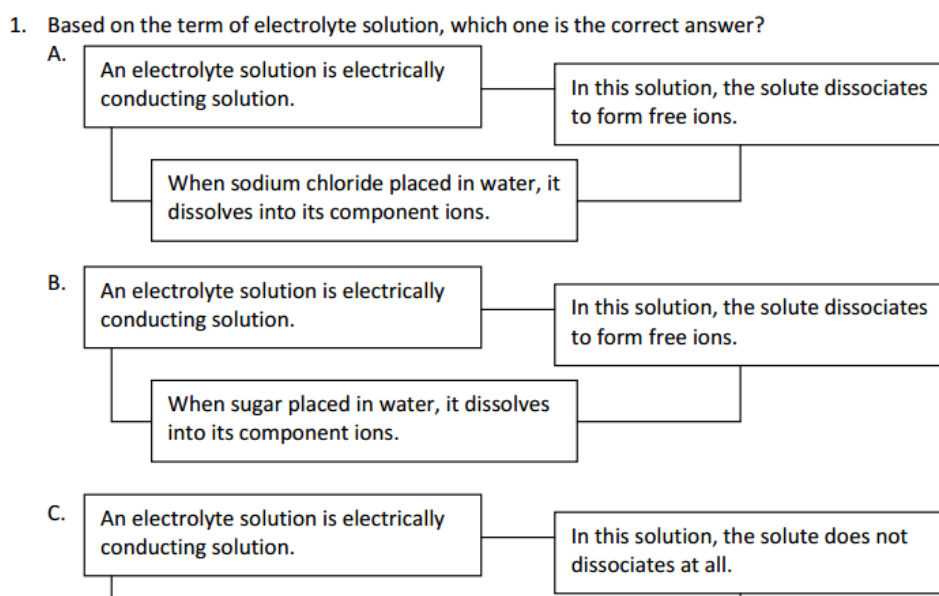 1. Based on the term of electrolyte solution, which one is the correct answer?
A.
An electrolyte solution is electrically
conducting solution.
In this solution, the solute dissociates
to form free ions.
When sodium chloride placed in water, it
dissolves into its component ions.
B.
An electrolyte solution is electrically
conducting solution.
In this solution, the solute dissociates
to form free ions.
When sugar placed in water, it dissolves
into its component ions.
C.
An electrolyte solution is electrically
conducting solution.
In this solution, the solute does not
dissociates at all.